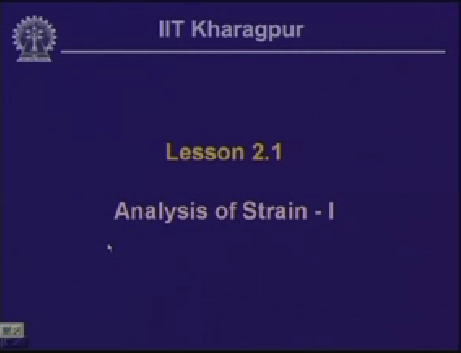 IIT Kharagpur
Lesson 2.1
Analysis of Strain - I